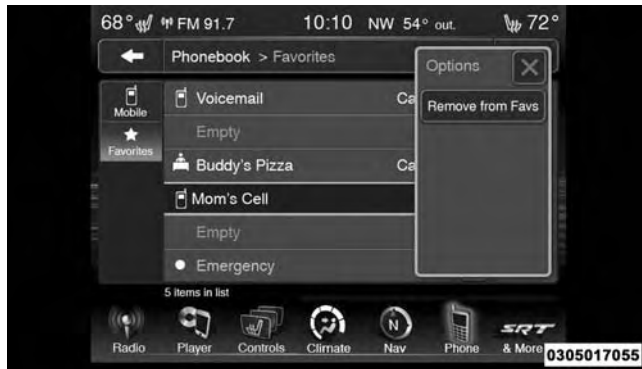 68° FM 91.7 10:10 NW 54° out. 72°
Phonebook > Favorites
Options
Mobile
Voicemail Ca
Remove from Favs
Empty
Favorites
Buddy's Pizza Ca
Mom's Cell
Empty
Emergency
5 items in list
N
Radio Player Controls Climate Nav Phone SRT & More
0305017055